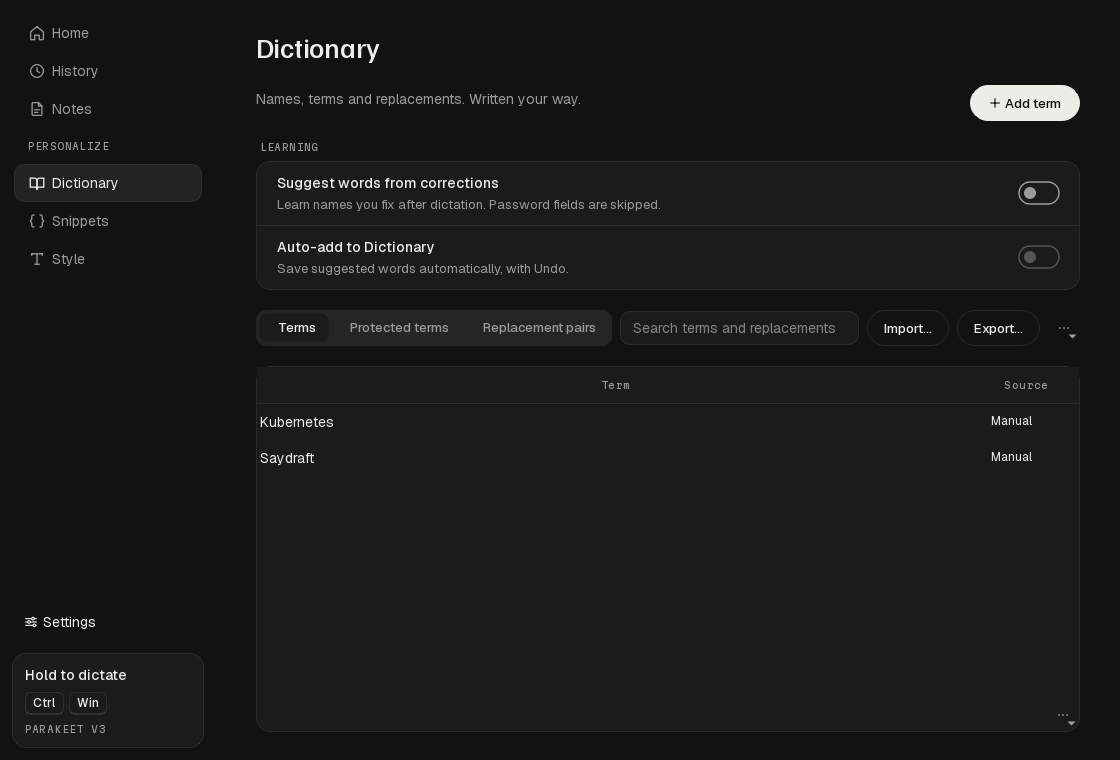 Home
History
Notes
PERSONALIZE
Dictionary
Snippets
Style
Settings
Hold to dictate
Ctrl Win
PARAKEET V3
Dictionary
Names, terms and replacements. Written your way.
+ Add term
LEARNING
Suggest words from corrections
Learn names you fix after dictation. Password fields are skipped.
Auto-add to Dictionary
Save suggested words automatically, with Undo.
Terms Protected terms Replacement pairs Search terms and replacements Import... Export... ...
Term Source
Kubernetes Manual
Saydraft Manual
...